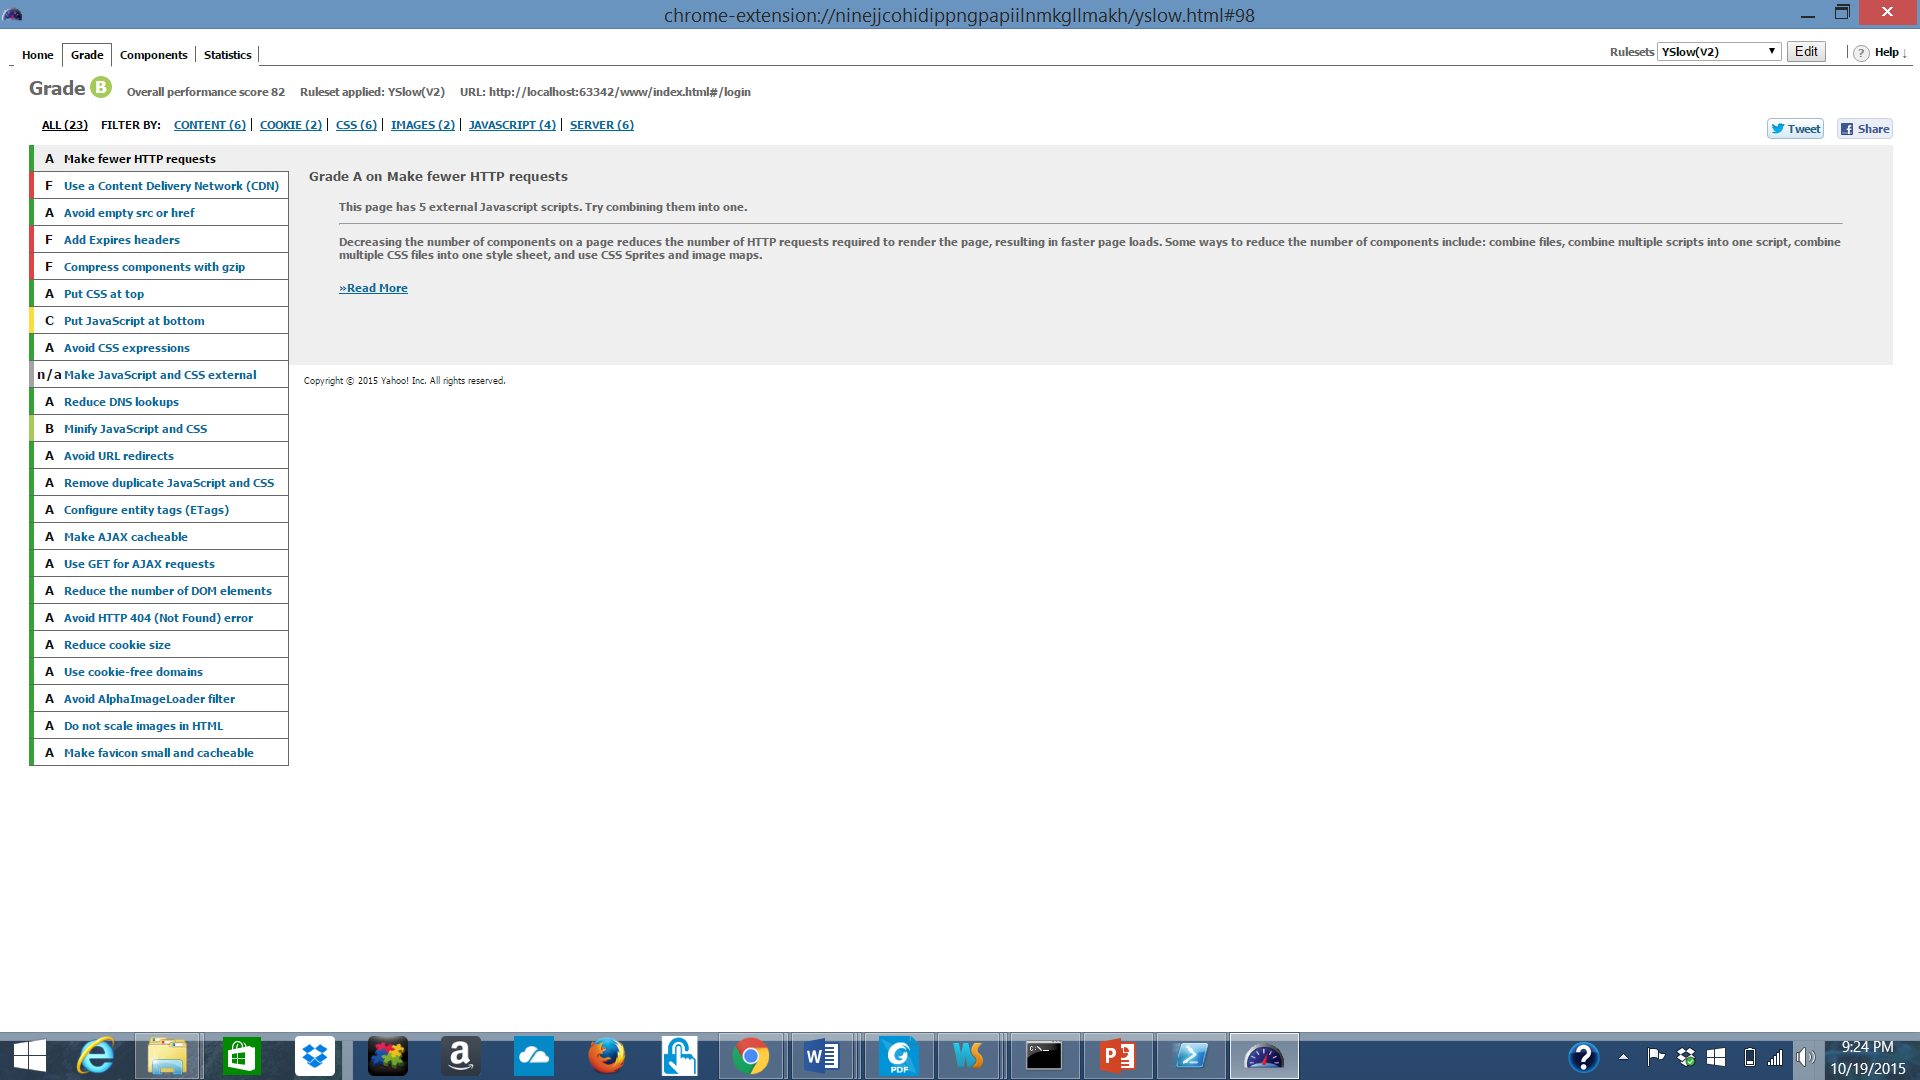 chrome-extension://ninejjcohidippngpapiilnmkgllmakh/yslow.html#98
Home Grade Components Statistics
Rulesets YSlow(V2) Edit ? Help ↓
Grade B Overall performance score 82 Ruleset applied: YSlow(V2) URL: http://localhost:63342/www/index.html#/login
ALL (23) FILTER BY: CONTENT (6) | COOKIE (2) | CSS (6) | IMAGES (2) | JAVASCRIPT (4) | SERVER (6)
Tweet Share
A Make fewer HTTP requests
F Use a Content Delivery Network (CDN)
A Avoid empty src or href
F Add Expires headers
F Compress components with gzip
A Put CSS at top
C Put JavaScript at bottom
A Avoid CSS expressions
n/a Make JavaScript and CSS external
A Reduce DNS lookups
B Minify JavaScript and CSS
A Avoid URL redirects
A Remove duplicate JavaScript and CSS
A Configure entity tags (ETags)
A Make AJAX cacheable
A Use GET for AJAX requests
A Reduce the number of DOM elements
A Avoid HTTP 404 (Not Found) error
A Reduce cookie size
A Use cookie-free domains
A Avoid AlphaImageLoader filter
A Do not scale images in HTML
A Make favicon small and cacheable
Grade A on Make fewer HTTP requests
This page has 5 external Javascript scripts. Try combining them into one.
Decreasing the number of components on a page reduces the number of HTTP requests required to render the page, resulting in faster page loads. Some ways to reduce the number of components include: combine files, combine multiple scripts into one script, combine
multiple CSS files into one style sheet, and use CSS Sprites and image maps.
»Read More
Copyright © 2015 Yahoo! Inc. All rights reserved.
PDF
9:24 PM
10/19/2015